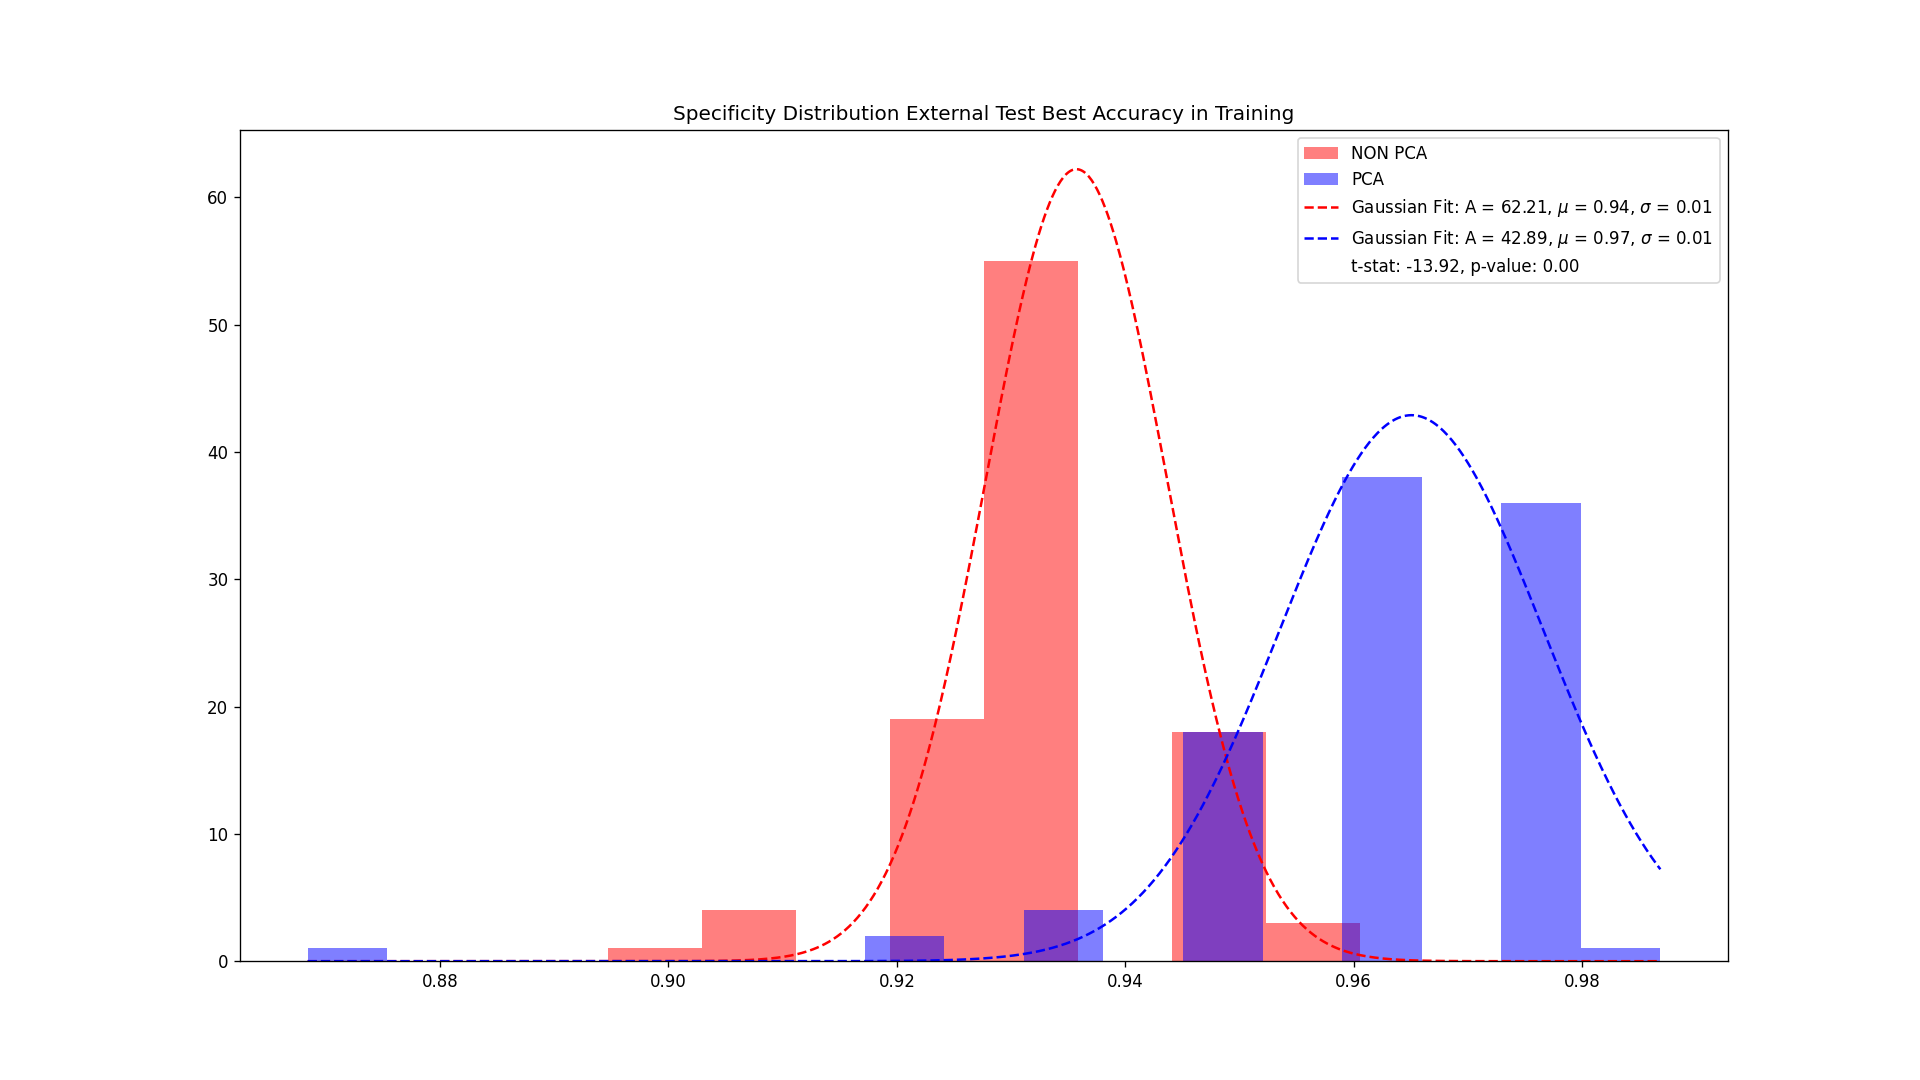 Specificity Distribution External Test Best Accuracy in Training
NON PCA
PCA
Gaussian Fit: A = 62.21, μ = 0.94, σ = 0.01
Gaussian Fit: A = 42.89, μ = 0.97, σ = 0.01
t-stat: -13.92, p-value: 0.00
60
50
40
30
20
10
0
0.88 0.90 0.92 0.94 0.96 0.98